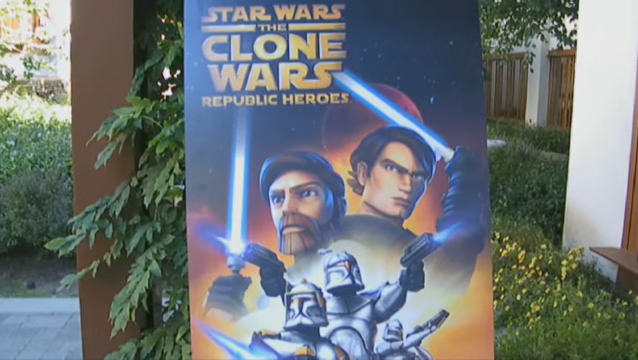 STAR WARS
THE
CLONE
WARS
REPUBLIC HEROES